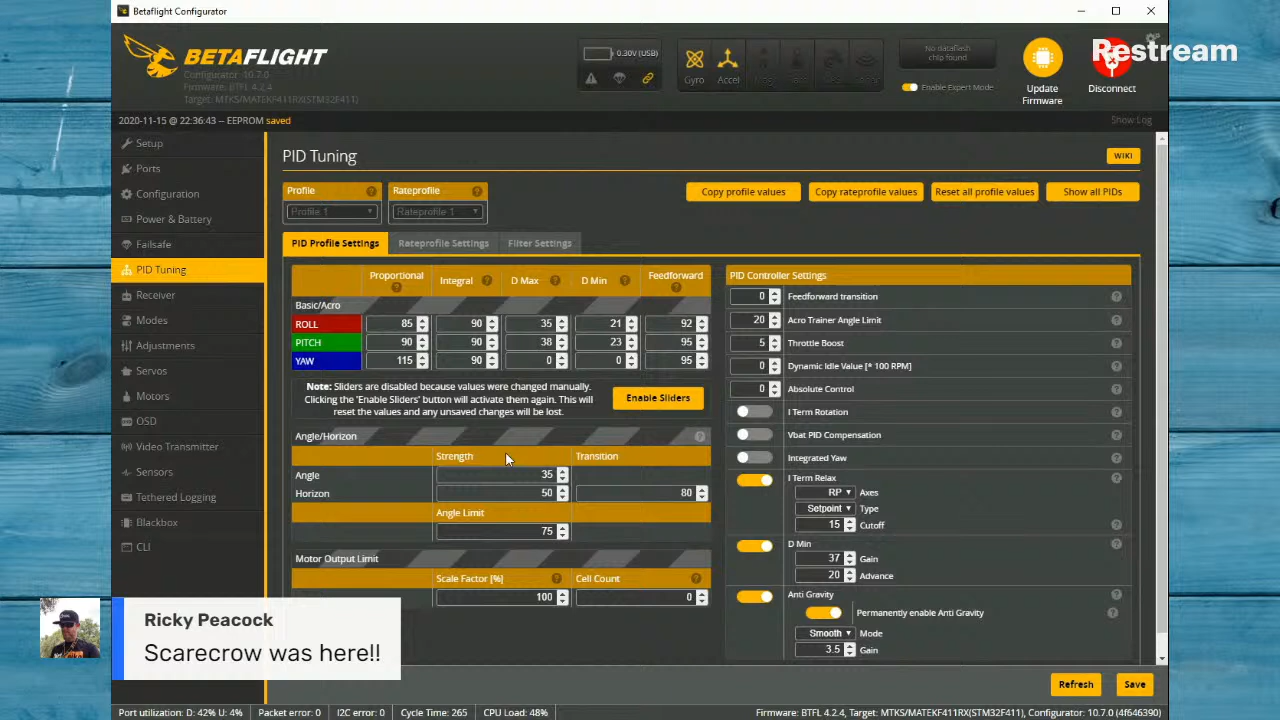 Betaflight Configurator
BETAFLIGHT
Configurator: 10.7.0
Firmware: BTFL 4.2.4
Target: MTKS/MATEKF411RX(STM32F411)
0.30V (USB)
Gyro
Accel
No dataflash
chip found
Enable Expert Mode
Restream
Update
Firmware
Disconnect
2020-11-15 @ 22:36:43 -- EEPROM saved
Show Log
Setup
Ports
Configuration
Power & Battery
Failsafe
PID Tuning
Receiver
Modes
Adjustments
Servos
Motors
OSD
Video Transmitter
Sensors
Tethered Logging
Blackbox
CLI
PID Tuning
WIKI
Profile
Profile 1
Rateprofile
Rateprofile 1
Copy profile values
Copy rateprofile values
Reset all profile values
Show all PIDs
PID Profile Settings
Rateprofile Settings
Filter Settings
Proportional Integral D Max D Min Feedforward
Basic/Acro
ROLL 85 90 35 21 92
PITCH 90 90 38 23 95
YAW 115 90 0 0 95
Note: Sliders are disabled because values were changed manually.
Clicking the 'Enable Sliders' button will activate them again. This will
reset the values and any unsaved changes will be lost.
Enable Sliders
Angle/Horizon
Strength Transition
Angle 35
Horizon 50 80
Angle Limit
75
Motor Output Limit
Scale Factor [%] Cell Count
100 0
PID Controller Settings
0 Feedforward transition
20 Acro Trainer Angle Limit
5 Throttle Boost
0 Dynamic Idle Value [* 100 RPM]
0 Absolute Control
I Term Rotation
Vbat PID Compensation
Integrated Yaw
I Term Relax
RP Axes
Setpoint Type
15 Cutoff
D Min
37 Gain
20 Advance
Anti Gravity
Permanently enable Anti Gravity
Smooth Mode
3.5 Gain
Ricky Peacock
Scarecrow was here!!
Refresh
Save
Port utilization: D: 42% U: 4%
Packet error: 0
I2C error: 0
Cycle Time: 265
CPU Load: 48%
Firmware: BTFL 4.2.4, Target: MTKS/MATEKF411RX(STM32F411), Configurator: 10.7.0 (4f646390)